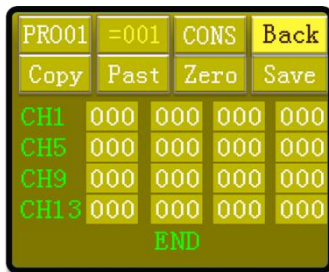 PRO01 =001 CONS Back
Copy Past Zero Save
CH1 000 000 000 000
CH5 000 000 000 000
CH9 000 000 000 000
CH13 000 000 000 000
END